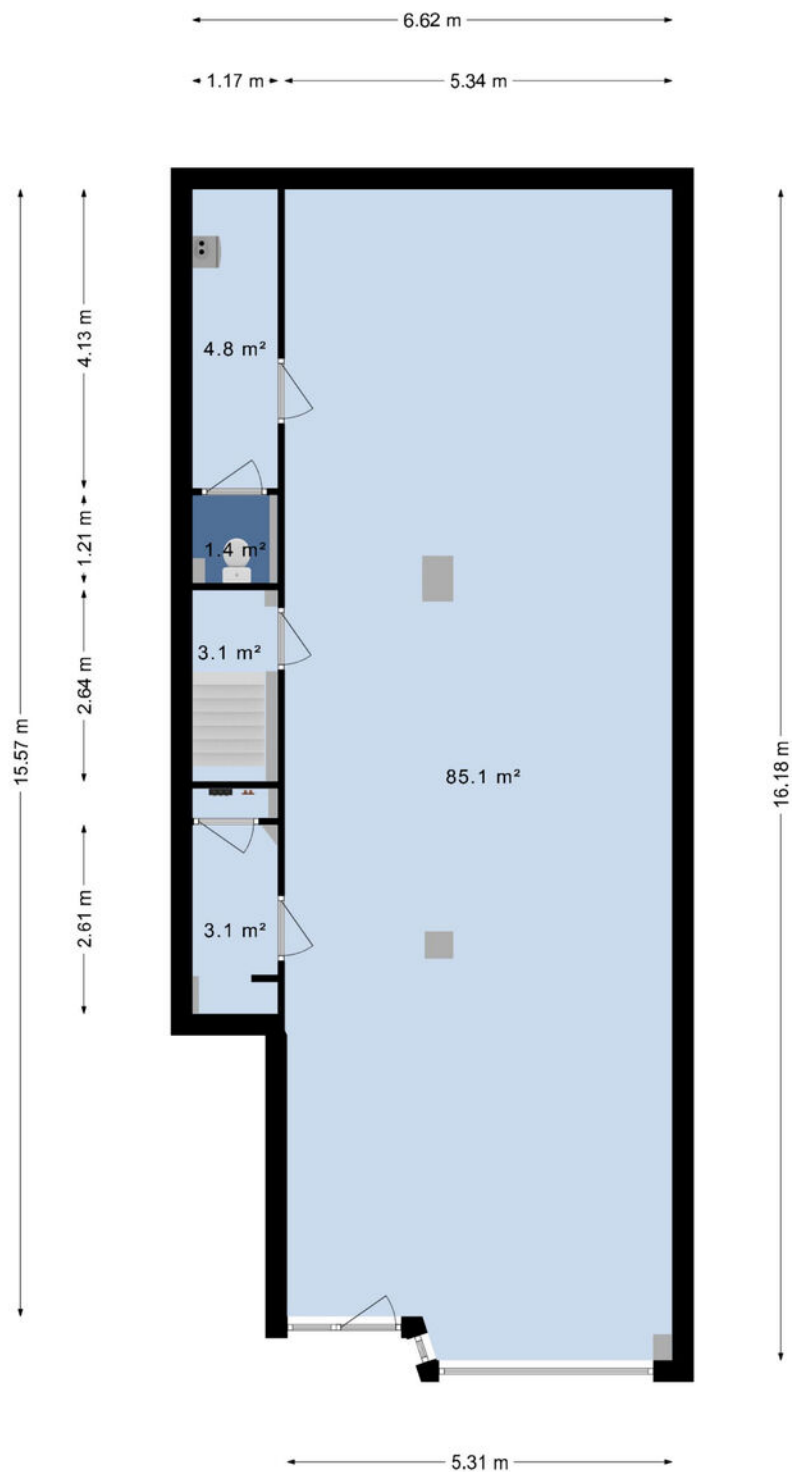 6.62 m
1.17 m
5.34 m
4.13 m
4.8 m²
1.21 m
1.4 m²
2.64 m
3.1 m²
15.57 m
85.1 m²
16.18 m
2.61 m
3.1 m²
5.31 m